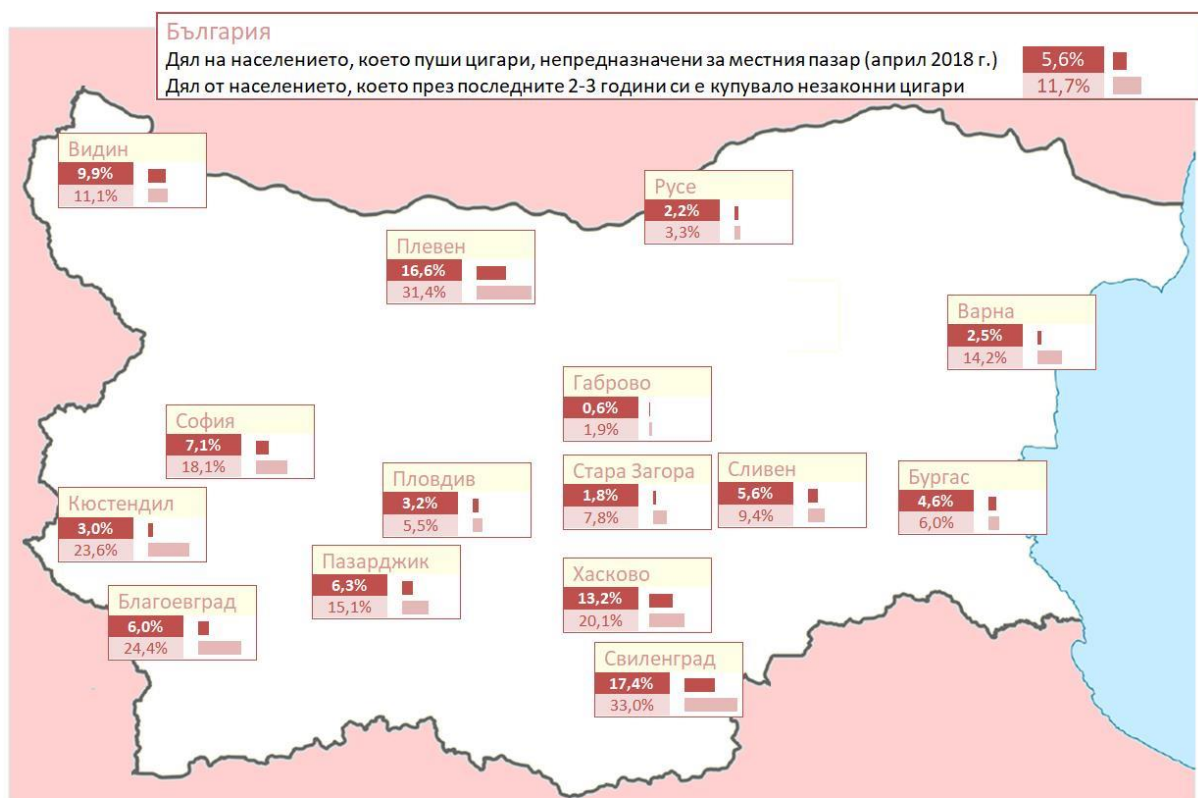 България
Дял на населението, което пуши цигари, непредназначени за местния пазар (април 2018 г.) 5,6%
Дял от населението, което през последните 2-3 години си е купувало незаконни цигари 11,7%
Видин
9,9%
11,1%
Русе
2,2%
3,3%
Плевен
16,6%
31,4%
Варна
2,5%
14,2%
Габрово
0,6%
1,9%
София
7,1%
18,1%
Пловдив
3,2%
5,5%
Стара Загора
1,8%
7,8%
Сливен
5,6%
9,4%
Бургас
4,6%
6,0%
Кюстендил
3,0%
23,6%
Пазарджик
6,3%
15,1%
Хасково
13,2%
20,1%
Благоевград
6,0%
24,4%
Свиленград
17,4%
33,0%